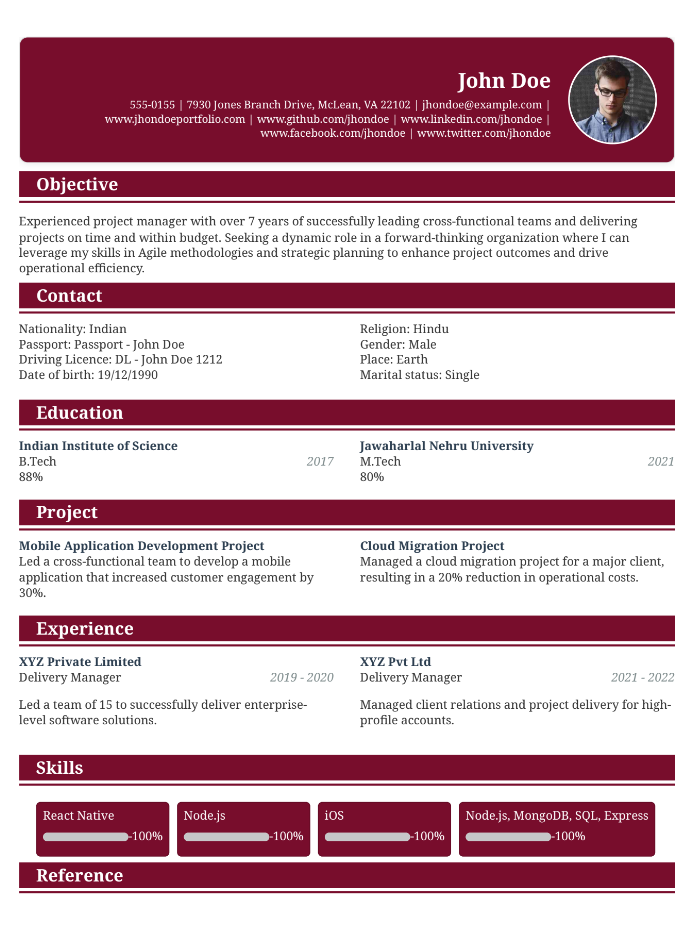 John Doe
555-0155 | 7930 Jones Branch Drive, McLean, VA 22102 | jhondoe@example.com |
www.jhondoeportfolio.com | www.github.com/jhondoe | www.linkedin.com/jhondoe |
www.facebook.com/jhondoe | www.twitter.com/jhondoe
Objective
Experienced project manager with over 7 years of successfully leading cross-functional teams and delivering
projects on time and within budget. Seeking a dynamic role in a forward-thinking organization where I can
leverage my skills in Agile methodologies and strategic planning to enhance project outcomes and drive
operational efficiency.
Contact
Nationality: Indian
Passport: Passport - John Doe
Driving Licence: DL - John Doe 1212
Date of birth: 19/12/1990
Religion: Hindu
Gender: Male
Place: Earth
Marital status: Single
Education
Indian Institute of Science
B.Tech 2017
88%
Jawaharlal Nehru University
M.Tech 2021
80%
Project
Mobile Application Development Project
Led a cross-functional team to develop a mobile
application that increased customer engagement by
30%.
Cloud Migration Project
Managed a cloud migration project for a major client,
resulting in a 20% reduction in operational costs.
Experience
XYZ Private Limited
Delivery Manager 2019 - 2020
Led a team of 15 to successfully deliver enterprise-
level software solutions.
XYZ Pvt Ltd
Delivery Manager 2021 - 2022
Managed client relations and project delivery for high-
profile accounts.
Skills
React Native
-100%
Node.js
-100%
iOS
-100%
Node.js, MongoDB, SQL, Express
-100%
Reference